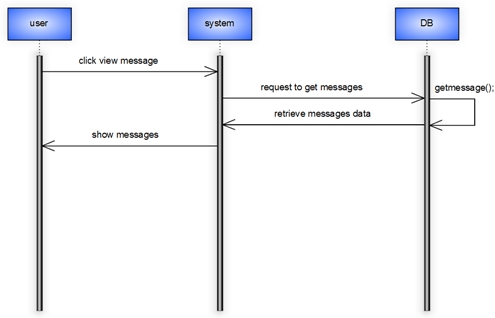 user
system
DB
click view message
request to get messages
getmessage();
retrieve messages data
show messages